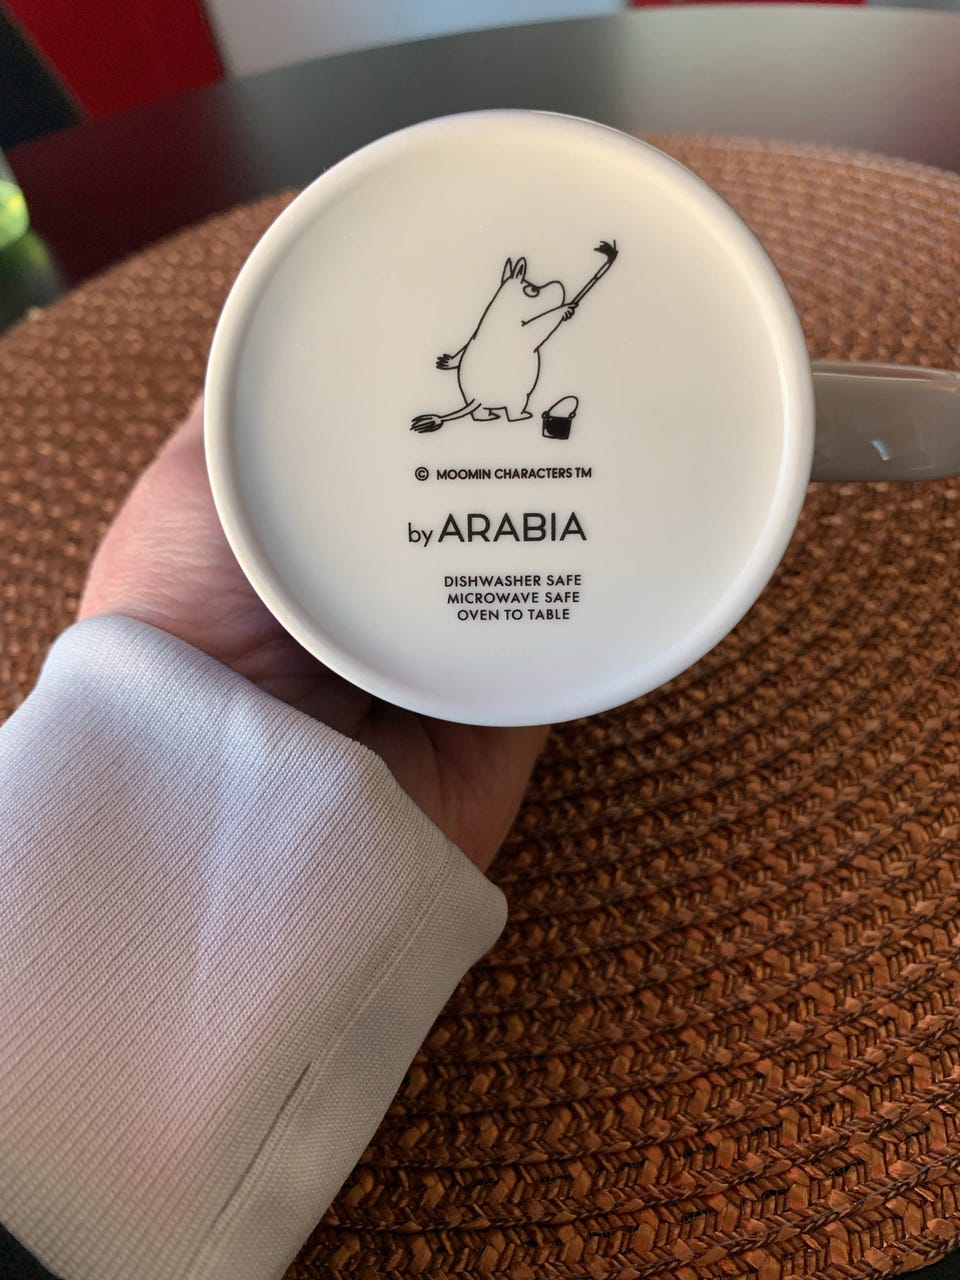 © MOOMIN CHARACTERS TM
by ARABIA
DISHWASHER SAFE
MICROWAVE SAFE
OVEN TO TABLE